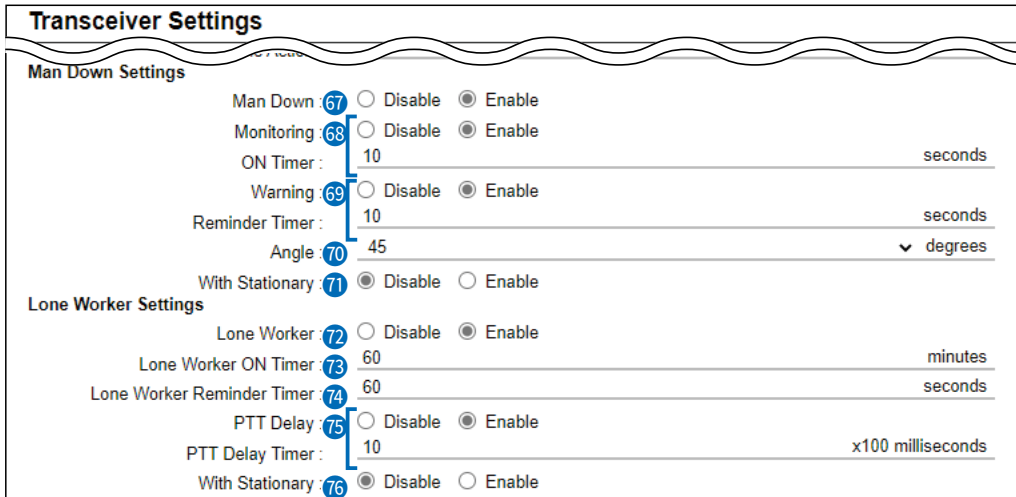 Transceiver Settings
Man Down Settings
Man Down : 67 Disable Enable
Monitoring : 68 Disable Enable
ON Timer : 10 seconds
Warning : 69 Disable Enable
Reminder Timer : 10 seconds
Angle : 70 45 degrees
With Stationary : 71 Disable Enable
Lone Worker Settings
Lone Worker : 72 Disable Enable
Lone Worker ON Timer : 73 60 minutes
Lone Worker Reminder Timer : 74 60 seconds
PTT Delay : 75 Disable Enable
PTT Delay Timer : 10 x100 milliseconds
With Stationary : 76 Disable Enable